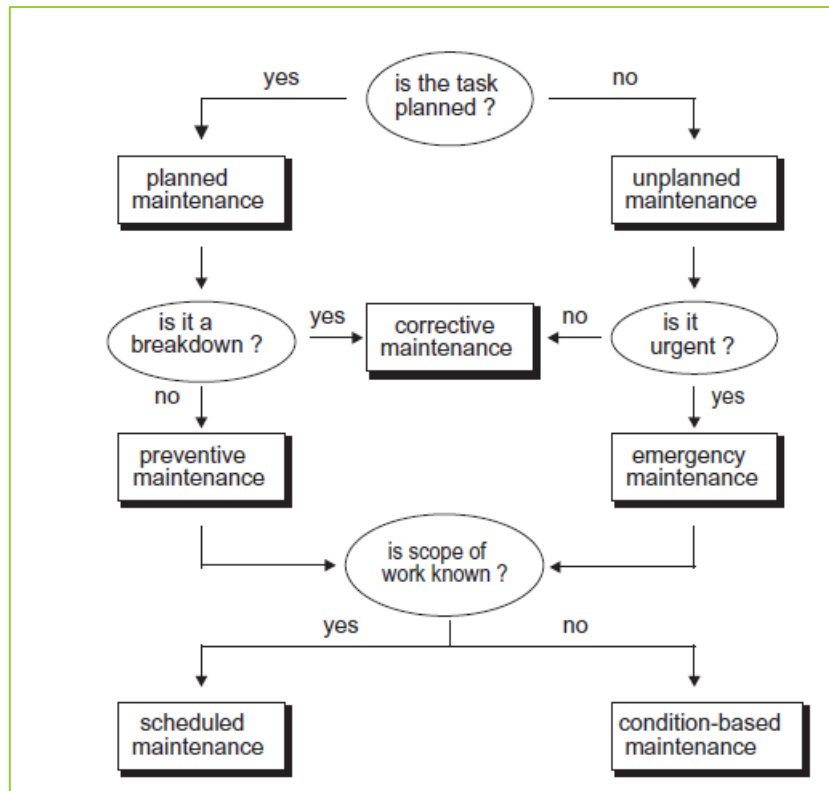 yes
is the task
planned ?
no
planned
maintenance
unplanned
maintenance
is it a
breakdown ?
yes
corrective
maintenance
no
is it
urgent ?
no
yes
preventive
maintenance
emergency
maintenance
is scope of
work known ?
yes
no
scheduled
maintenance
condition-based
maintenance